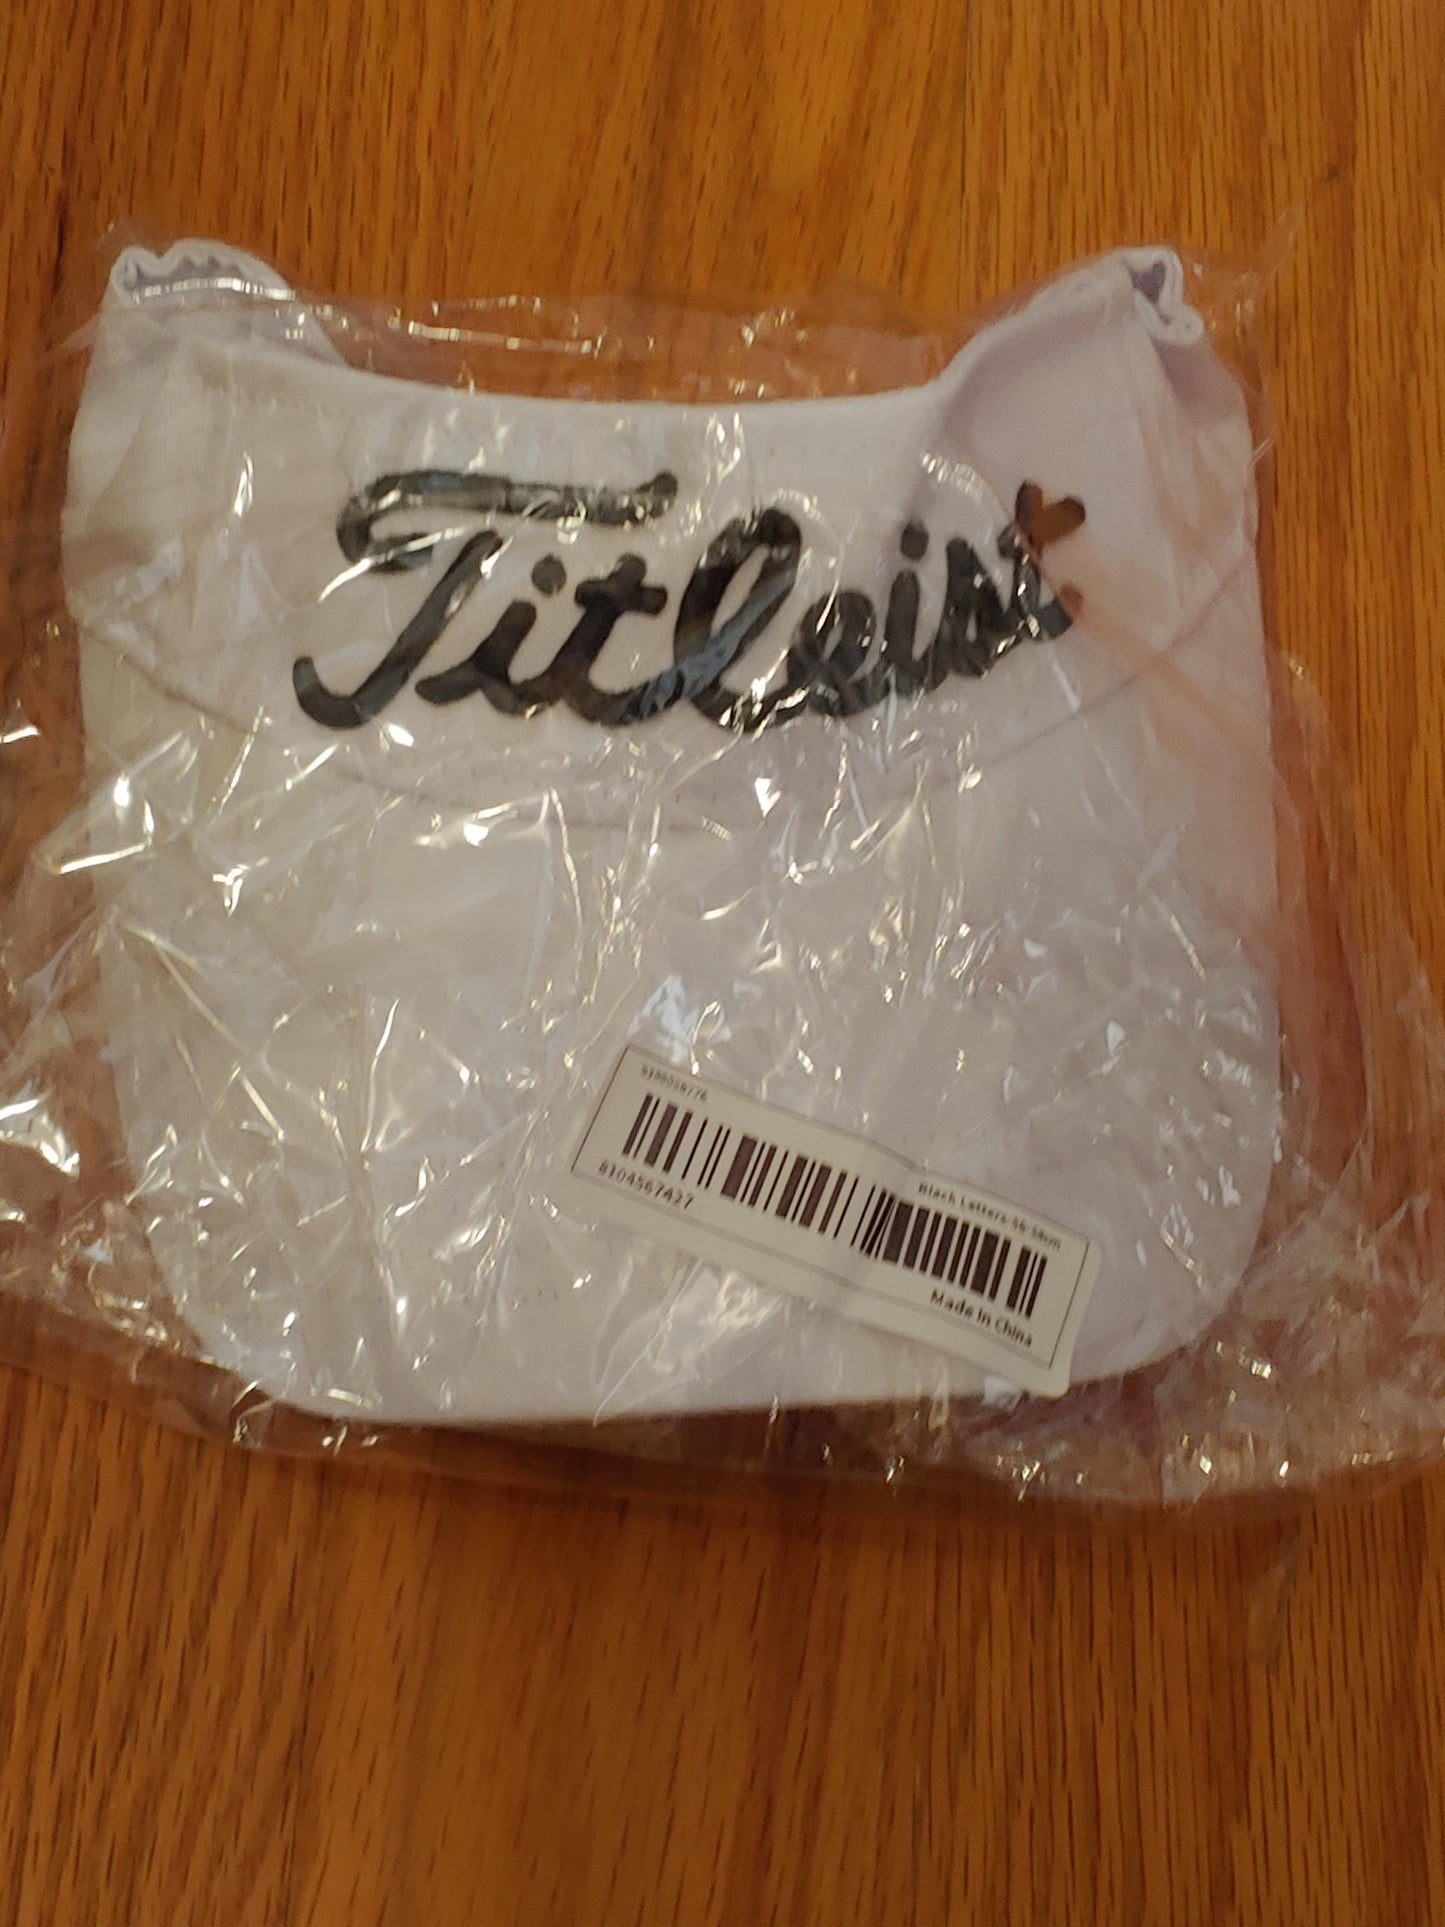 Titleist
8104567427
Black Letters-56-58cm
Made In China